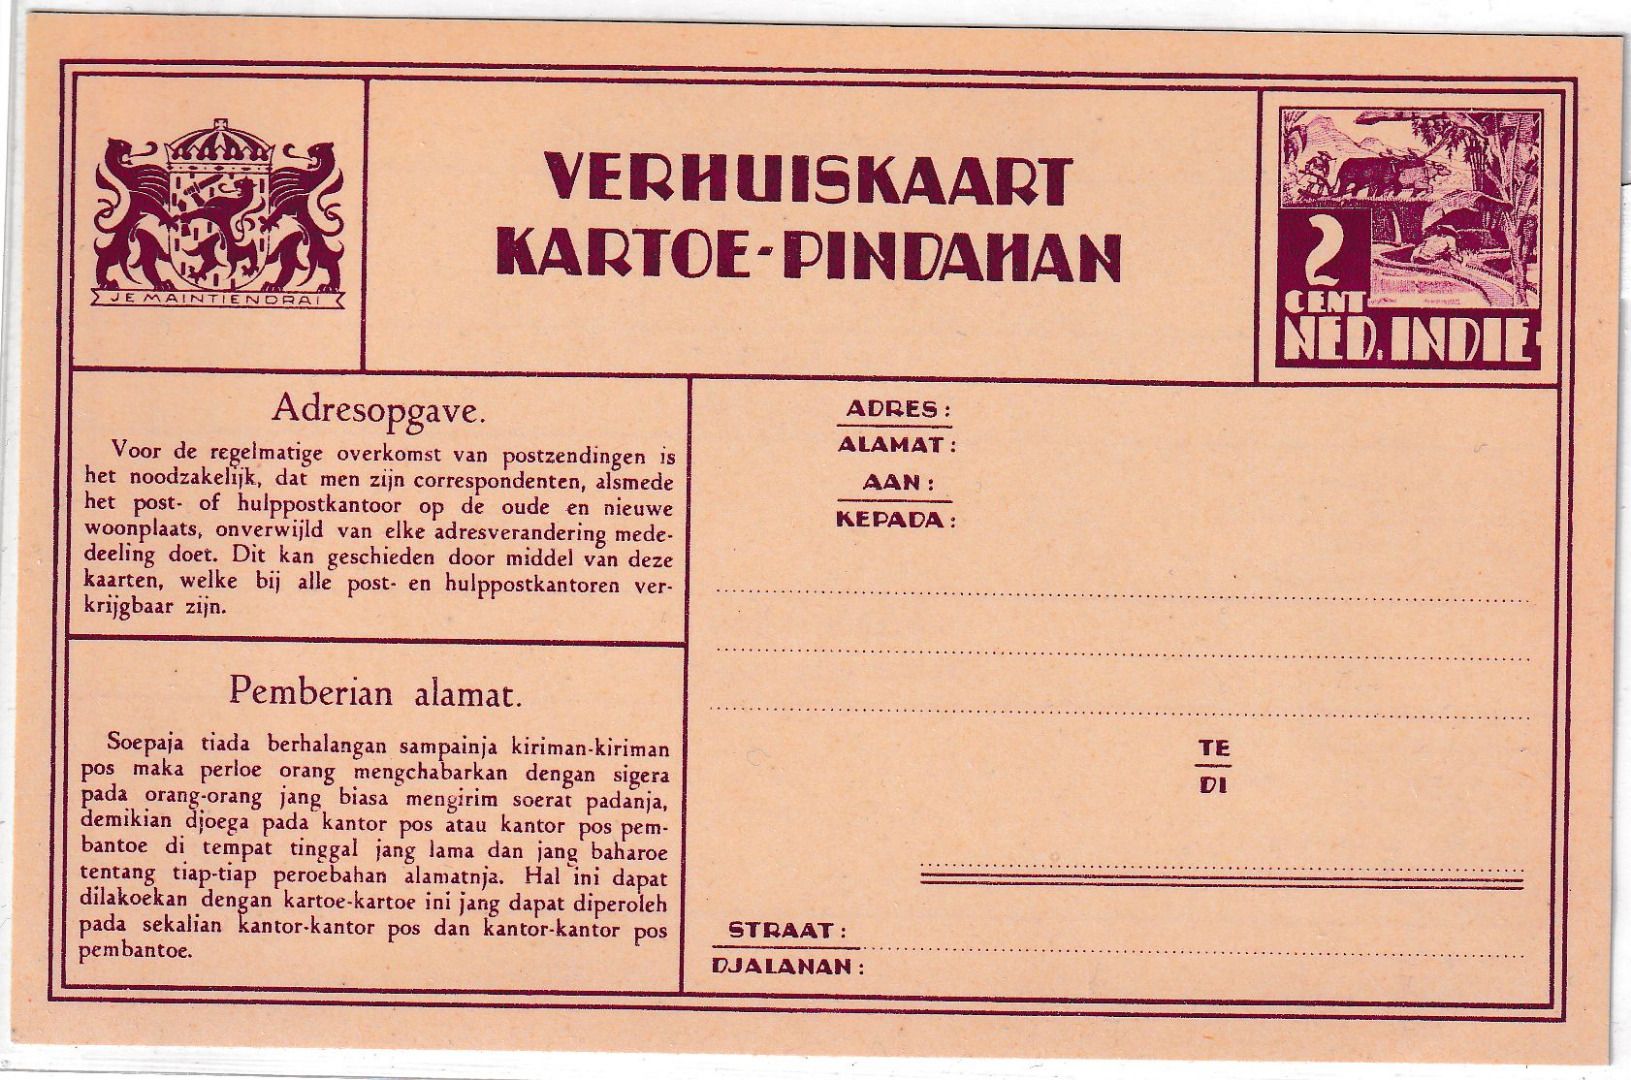 JE MAINTIENDRAI
VERHUISKAART
KARTOE-PINDAHAN
2
CENT
NED. INDIE
Adresopgave.
Voor de regelmatige overkomst van postzendingen is
het noodzakelijk, dat men zijn correspondenten, alsmede
het post- of hulppostkantoor op de oude en nieuwe
woonplaats, onverwijld van elke adresverandering mede-
deeling doet. Dit kan geschieden door middel van deze
kaarten, welke bij alle post- en hulppostkantoren ver-
krijgbaar zijn.
Pemberian alamat.
Soepaja tiada berhalangan sampainja kiriman-kiriman
pos maka perloe orang mengchabarkan dengan sigera
pada orang-orang jang biasa mengirim soerat padanja,
demikian djoega pada kantor pos atau kantor pos pem-
bantoe di tempat tinggal jang lama dan jang baharoe
tentang tiap-tiap peroebahan alamatnja. Hal ini dapat
dilakoekan dengan kartoe-kartoe ini jang dapat diperoleh
pada sekalian kantor-kantor pos dan kantor-kantor pos
pembantoe.
ADRES:
ALAMAT:
AAN:
KEPADA:
TE
DI
STRAAT:
DJALANAN: